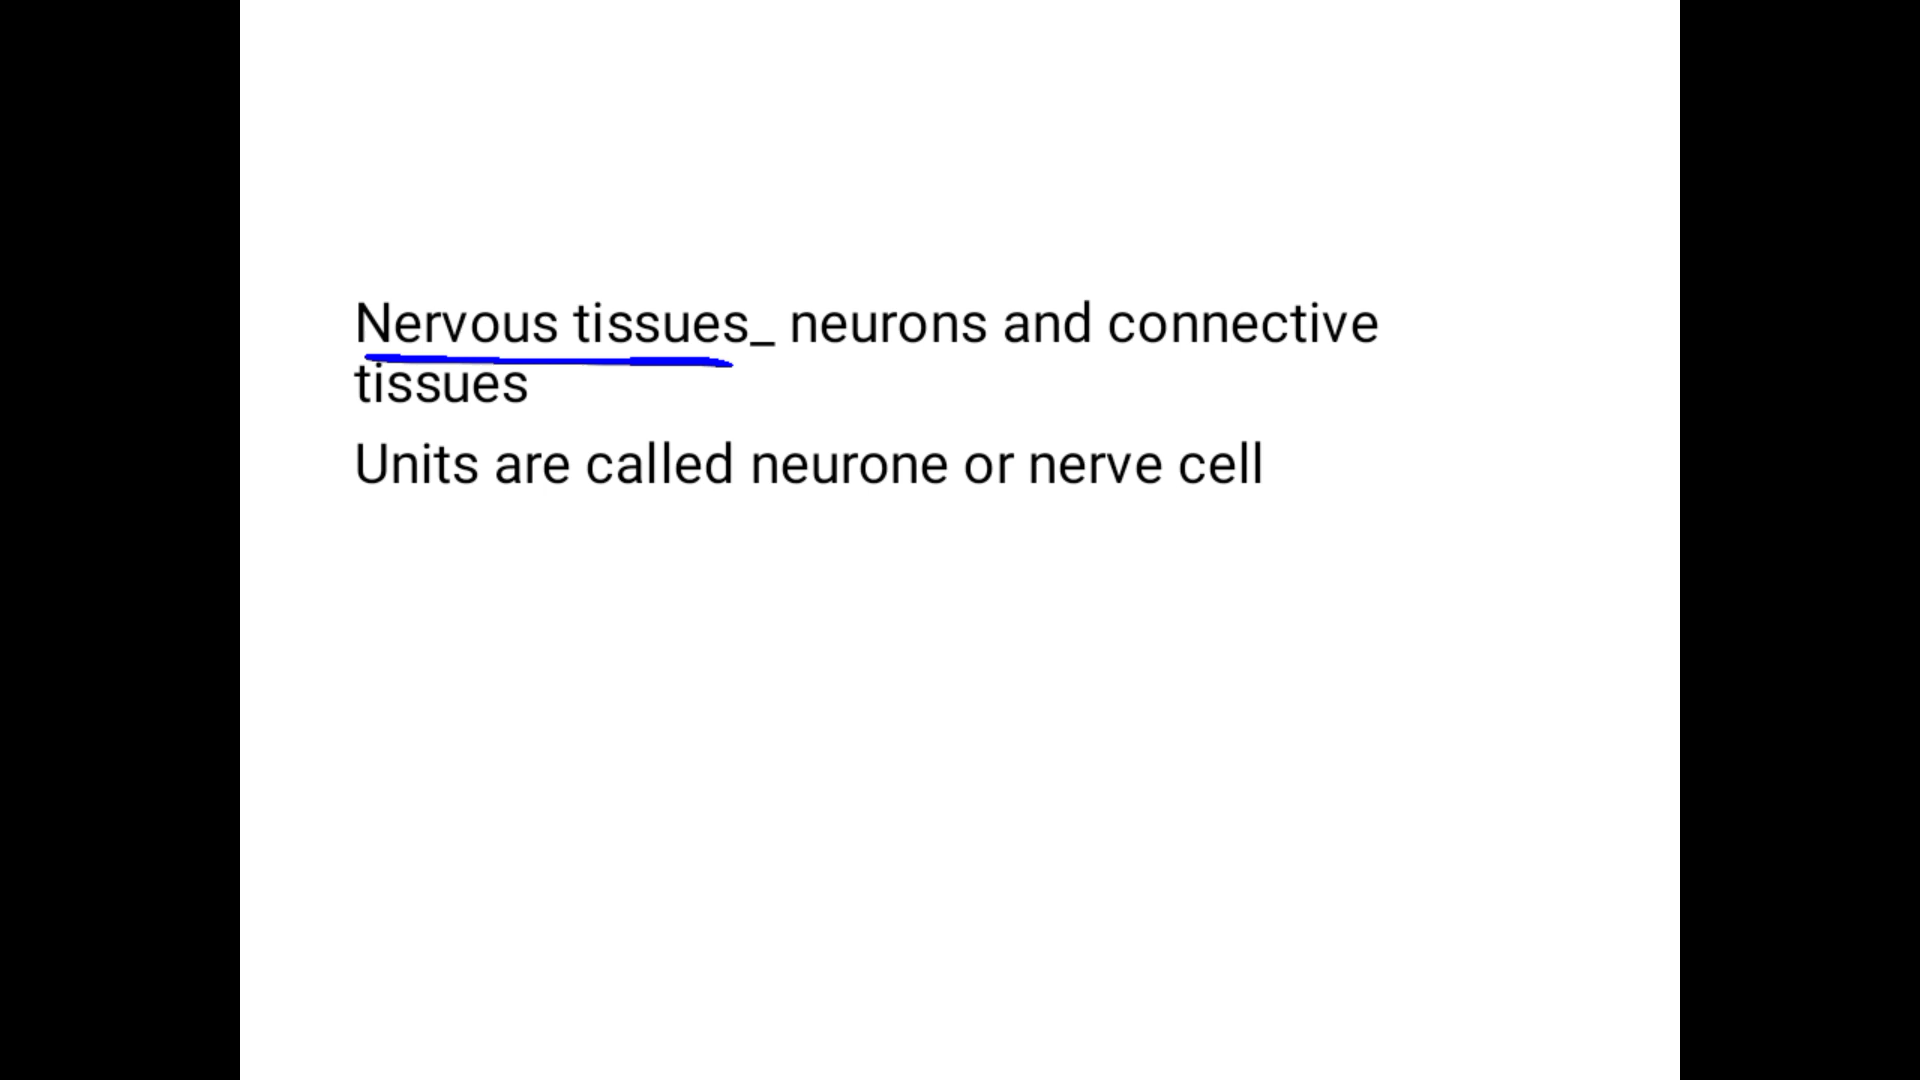 Nervous tissues_ neurons and connective
tissues
Units are called neurone or nerve cell